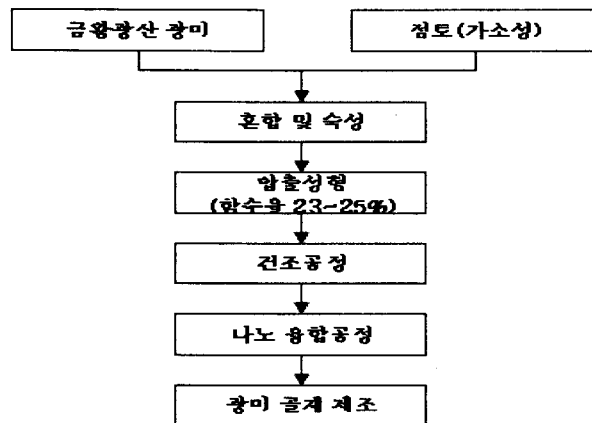 금왕광산 광미
점토(가소성)
혼합 및 숙성
압출성형
(함수율 23~25%)
건조공정
나노 융합공정
광미 골재 제조